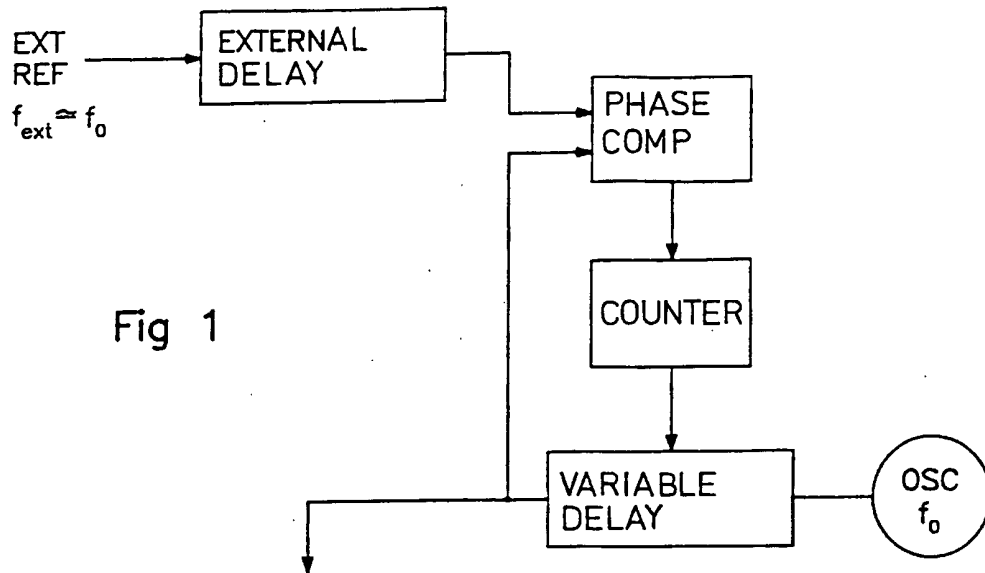 EXT
REF
f_ext ≃ f_0
EXTERNAL
DELAY
PHASE
COMP
COUNTER
Fig 1
VARIABLE
DELAY
OSC
f_0